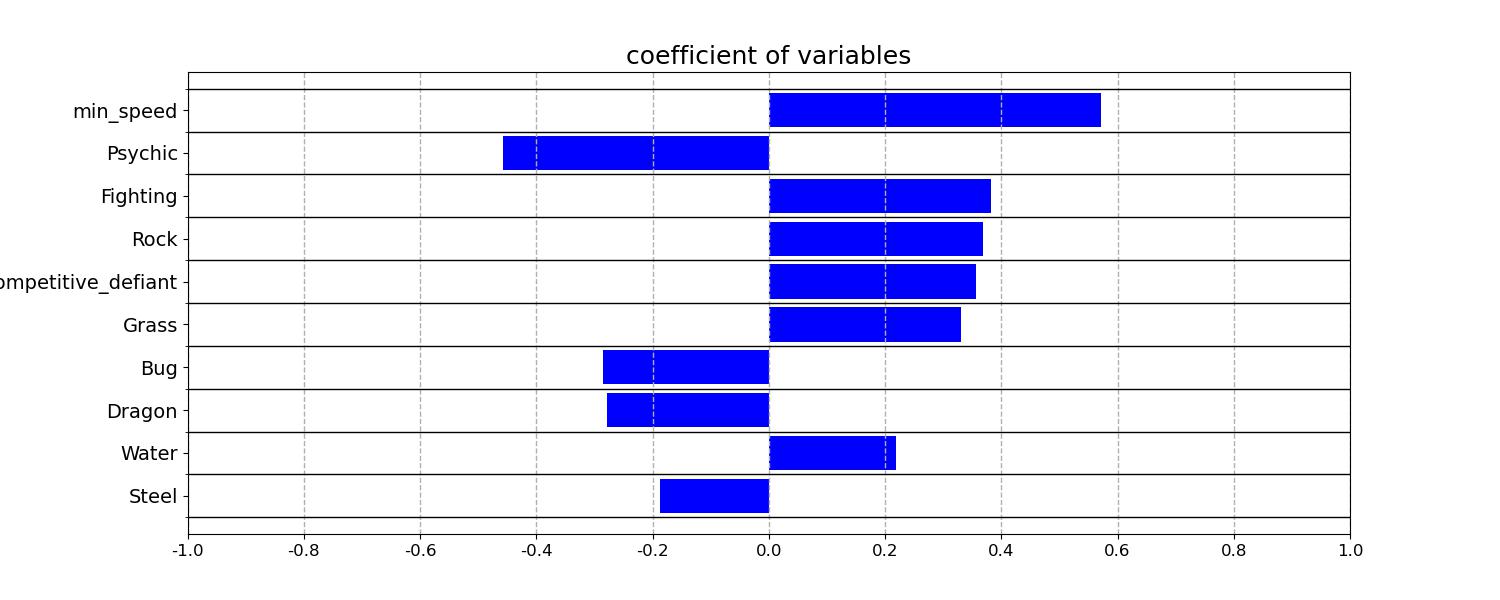 coefficient of variables
min_speed
Psychic
Fighting
Rock
ompetitive_defiant
Grass
Bug
Dragon
Water
Steel
-1.0 -0.8 -0.6 -0.4 -0.2 0.0 0.2 0.4 0.6 0.8 1.0